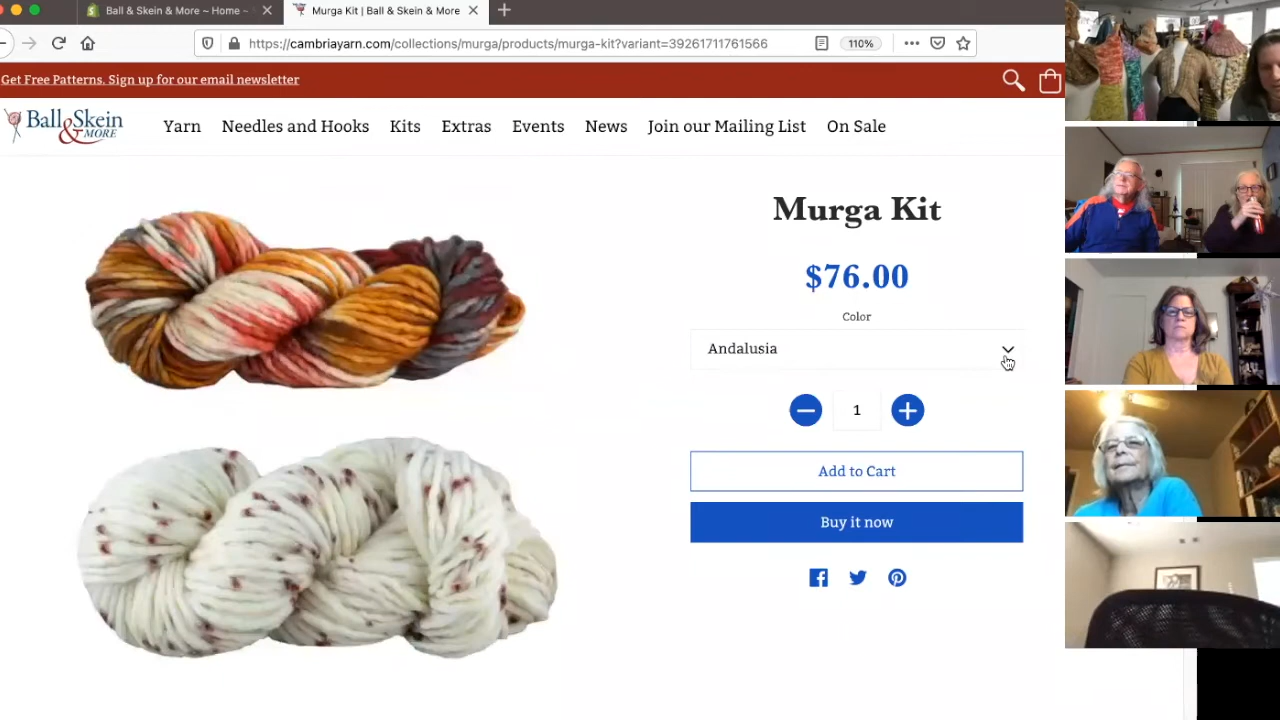 Ball & Skein & More ~ Home ~
Murga Kit | Ball & Skein & More
https://cambriayarn.com/collections/murga/products/murga-kit?variant=39261711761566
110%
Get Free Patterns. Sign up for our email newsletter
Ball & Skein
& MORE
Yarn
Needles and Hooks
Kits
Extras
Events
News
Join our Mailing List
On Sale
Murga Kit
$76.00
Color
Andalusia
1
Add to Cart
Buy it now